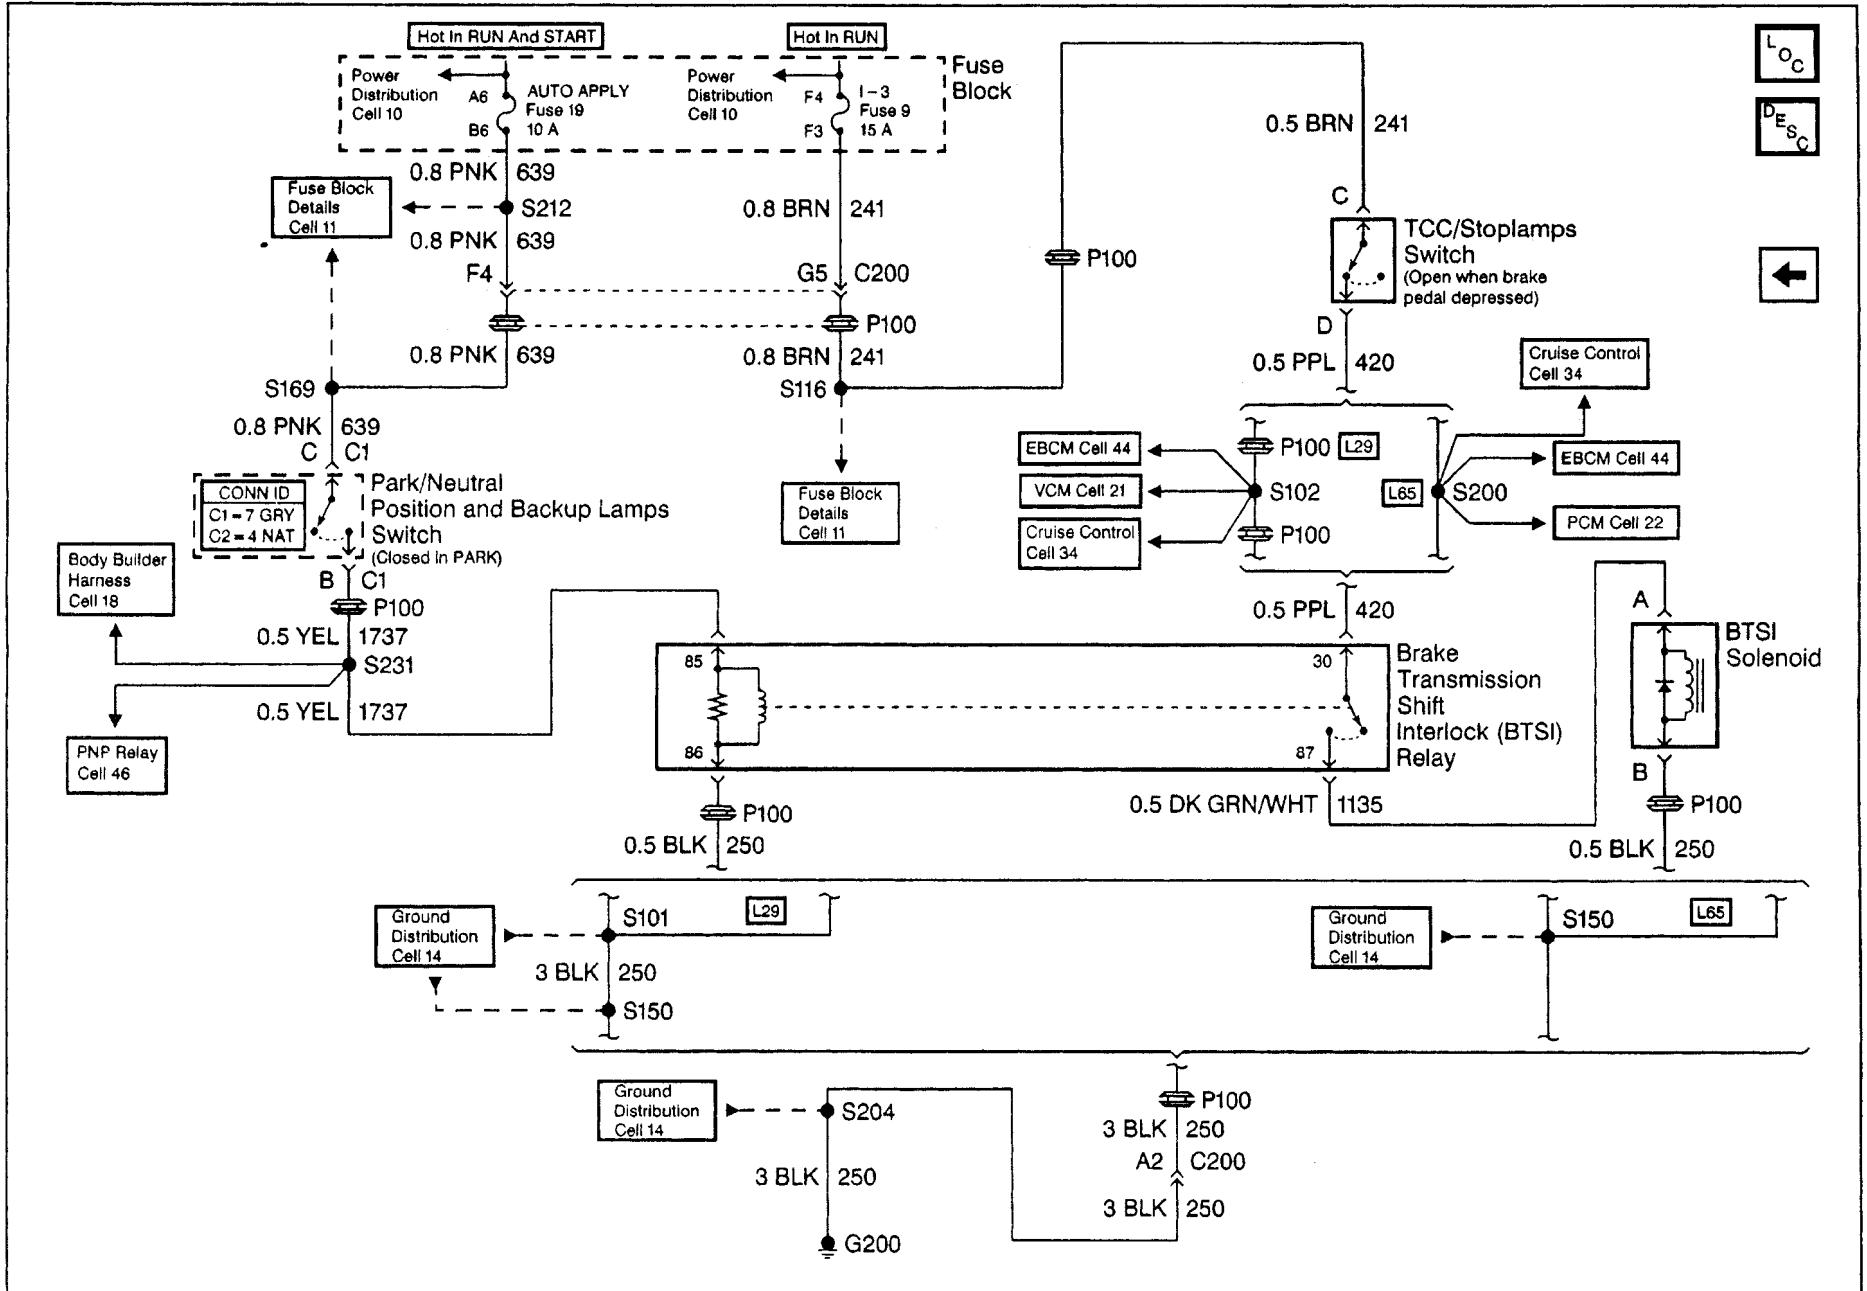 Hot In RUN And START
Hot In RUN
Power
Distribution
Cell 10
A6
B6
AUTO APPLY
Fuse 19
10 A
Power
Distribution
Cell 10
F4
F3
I-3
Fuse 9
15 A
Fuse
Block
L
O
C
D
E
S
C
0.8 PNK 639
Fuse Block
Details
Cell 11
S212
0.8 PNK 639
F4
0.8 BRN 241
G5 C200
P100
0.8 PNK 639
0.8 BRN 241
S169
S116
0.5 BRN 241
P100
C
TCC/Stoplamps
Switch
(Open when brake
pedal depressed)
D
0.5 PPL 420
Cruise Control
Cell 34
0.8 PNK 639
C C1
CONN ID
C1 = 7 GRY
C2 = 4 NAT
Park/Neutral
Position and Backup Lamps
Switch
(Closed in PARK)
B C1
P100
Fuse Block
Details
Cell 11
EBCM Cell 44
VCM Cell 21
Cruise Control
Cell 34
P100 L29
S102
P100
L65 S200
EBCM Cell 44
PCM Cell 22
Body Builder
Harness
Cell 18
0.5 YEL 1737
S231
0.5 YEL 1737
PNP Relay
Cell 46
0.5 PPL 420
85
86
30
87
Brake
Transmission
Shift
Interlock (BTSI)
Relay
A
BTSI
Solenoid
B
P100
0.5 BLK 250
P100
0.5 BLK 250
0.5 DK GRN/WHT 1135
Ground
Distribution
Cell 14
S101
L29
3 BLK 250
S150
Ground
Distribution
Cell 14
S150
L65
Ground
Distribution
Cell 14
S204
3 BLK 250
G200
P100
3 BLK 250
A2 C200
3 BLK 250